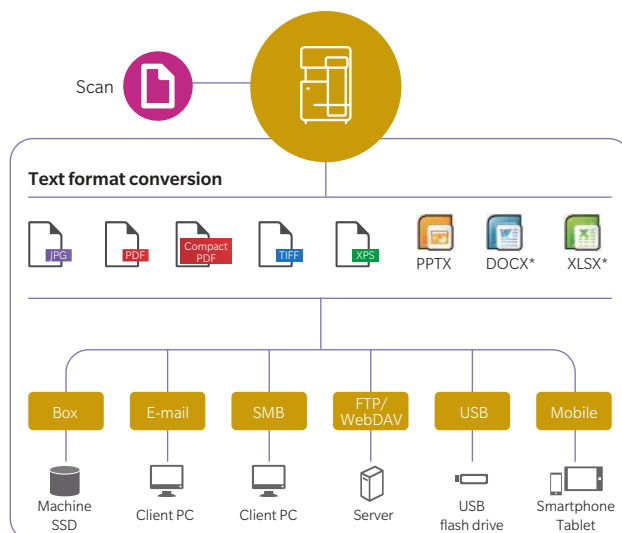 Scan
Text format conversion
JPG
PDF
Compact
PDF
TIFF
XPS
PPTX
DOCX*
XLSX*
Box
E-mail
SMB
FTP/
WebDAV
USB
Mobile
Machine
SSD
Client PC
Client PC
Server
USB
flash drive
Smartphone
Tablet